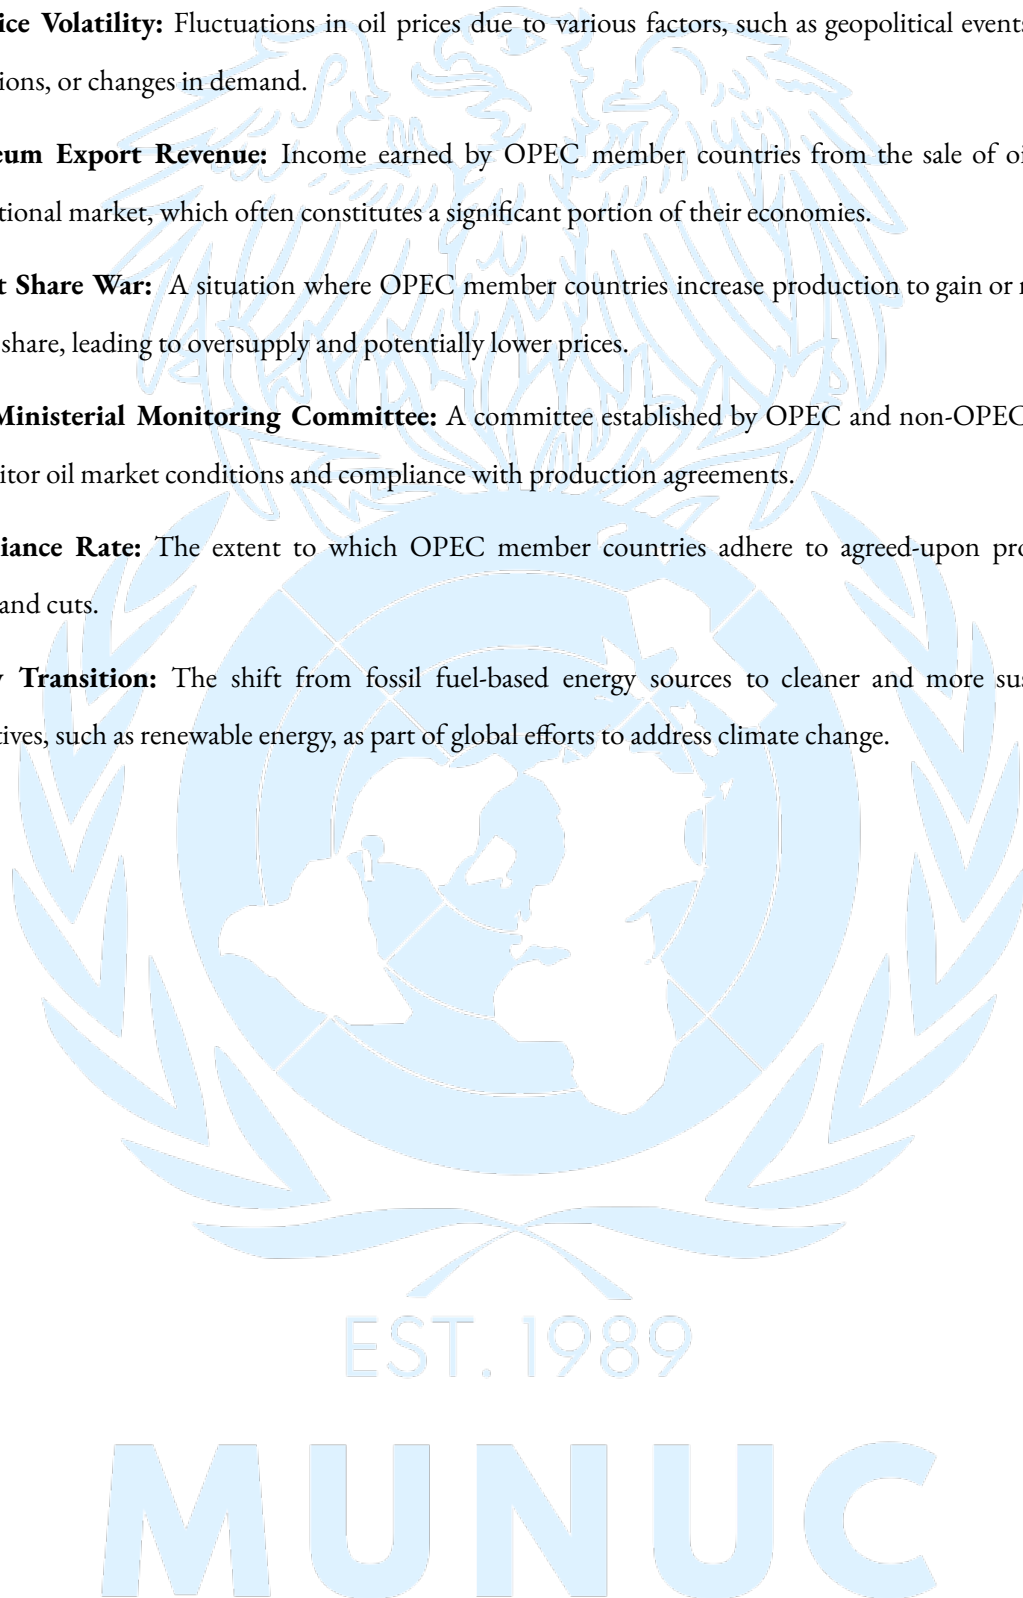 ice Volatility: Fluctuations in oil prices due to various factors, such as geopolitical events
ions, or changes in demand.
eum Export Revenue: Income earned by OPEC member countries from the sale of oi
tional market, which often constitutes a significant portion of their economies.
t Share War: A situation where OPEC member countries increase production to gain or
share, leading to oversupply and potentially lower prices.
Ministerial Monitoring Committee: A committee established by OPEC and non-OPEC
itor oil market conditions and compliance with production agreements.
iance Rate: The extent to which OPEC member countries adhere to agreed-upon pro
and cuts.
y Transition: The shift from fossil fuel-based energy sources to cleaner and more sus
tives, such as renewable energy, as part of global efforts to address climate change.
EST. 1989
MUNUC